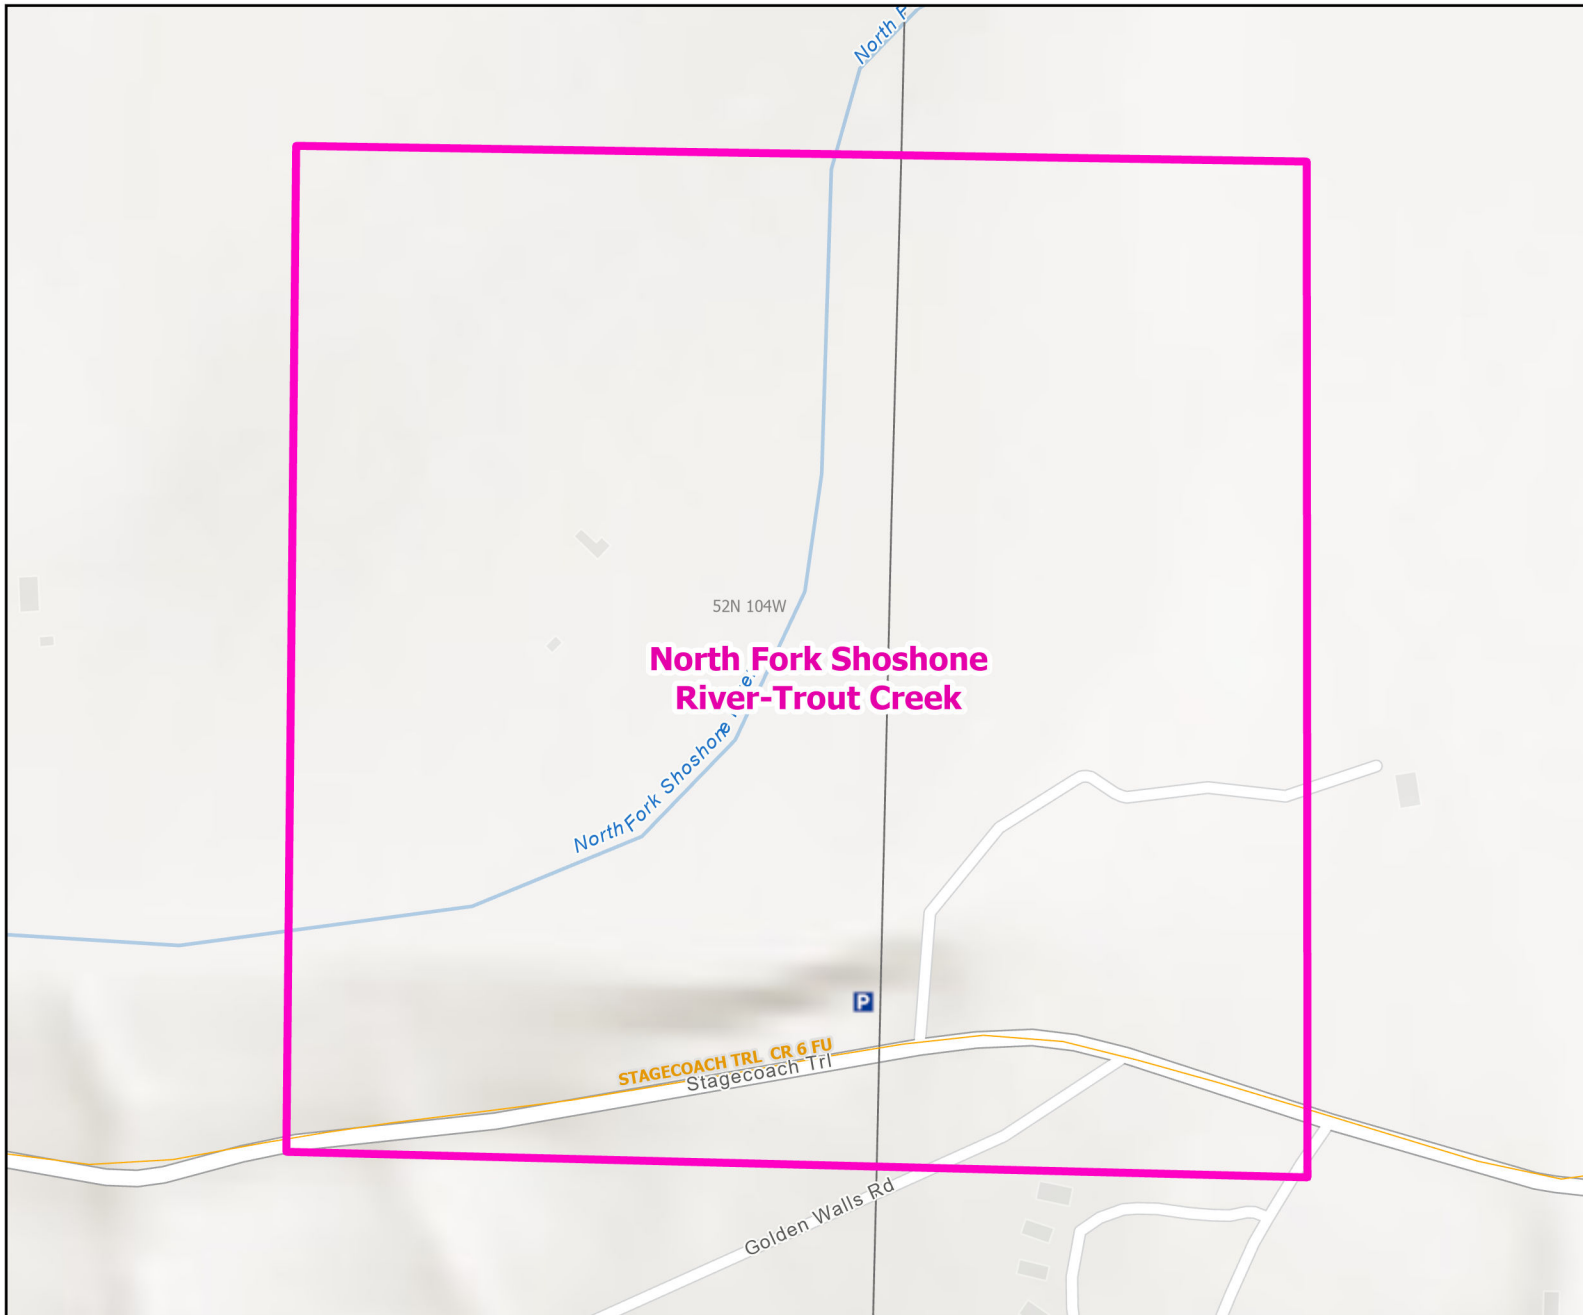 North F
52N 104W
North Fork Shoshone
River-Trout Creek
North Fork Shoshone
P
STAGECOACH TRL CR 6 FU
Stagecoach Trl
Golden Walls Rd